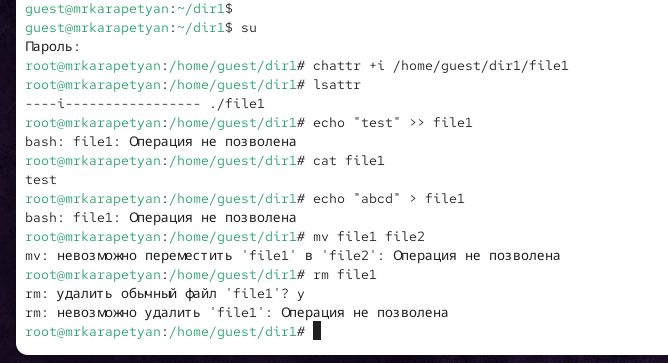 guest@mrkarapetyan:~/dir1$
guest@mrkarapetyan:~/dir1$ su
Пароль:
root@mrkarapetyan:/home/guest/dir1# chattr +i /home/guest/dir1/file1
root@mrkarapetyan:/home/guest/dir1# lsattr
----i----------------- ./file1
root@mrkarapetyan:/home/guest/dir1# echo "test" >> file1
bash: file1: Операция не позволена
root@mrkarapetyan:/home/guest/dir1# cat file1
test
root@mrkarapetyan:/home/guest/dir1# echo "abcd" > file1
bash: file1: Операция не позволена
root@mrkarapetyan:/home/guest/dir1# mv file1 file2
mv: невозможно переместить 'file1' в 'file2': Операция не позволена
root@mrkarapetyan:/home/guest/dir1# rm file1
rm: удалить обычный файл 'file1'? y
rm: невозможно удалить 'file1': Операция не позволена
root@mrkarapetyan:/home/guest/dir1#